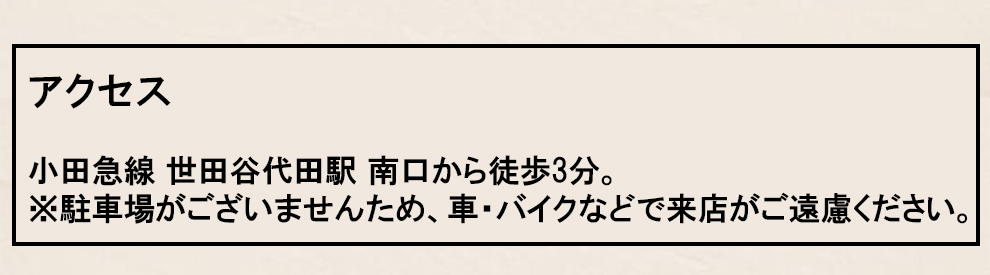 アクセス
小田急線 世田谷代田駅 南口から徒歩3分。
※駐車場がございませんため、車・バイクなどで来店がご遠慮ください。